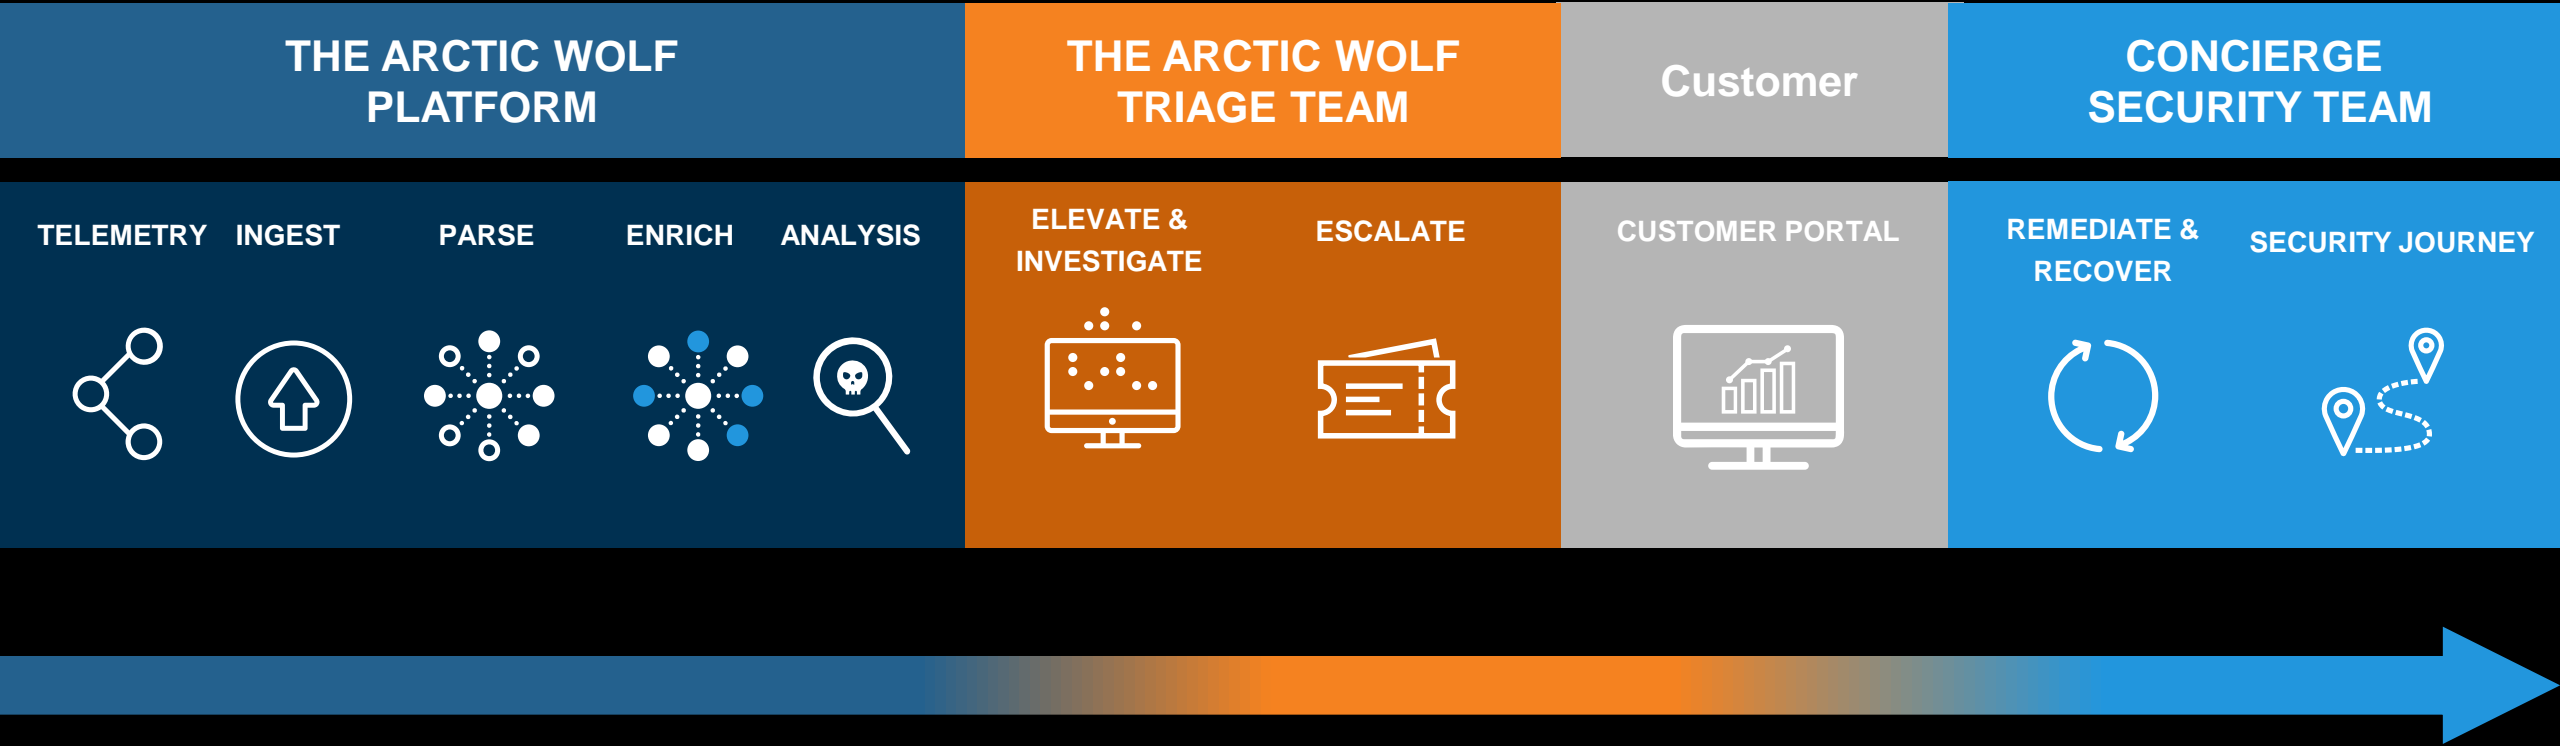 THE ARCTIC WOLF
PLATFORM
THE ARCTIC WOLF
TRIAGE TEAM
Customer
CONCIERGE
SECURITY TEAM
TELEMETRY
INGEST
PARSE
ENRICH
ANALYSIS
ELEVATE &
INVESTIGATE
ESCALATE
CUSTOMER PORTAL
REMEDIATE &
RECOVER
SECURITY JOURNEY